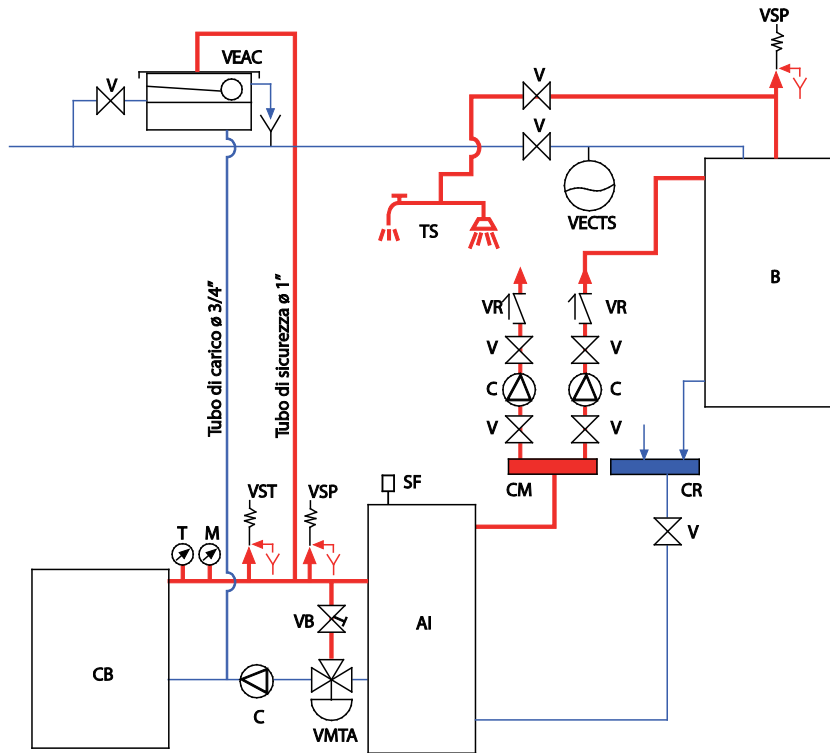 VSP
VEAC
V
V
V
VECTS
TS
B
Tubo di carico ø 3/4"
Tubo di sicurezza ø 1"
VR
VR
V
V
C
C
V
V
CM
CR
SF
VST
VSP
T
M
V
VB
AI
CB
C
VMTA